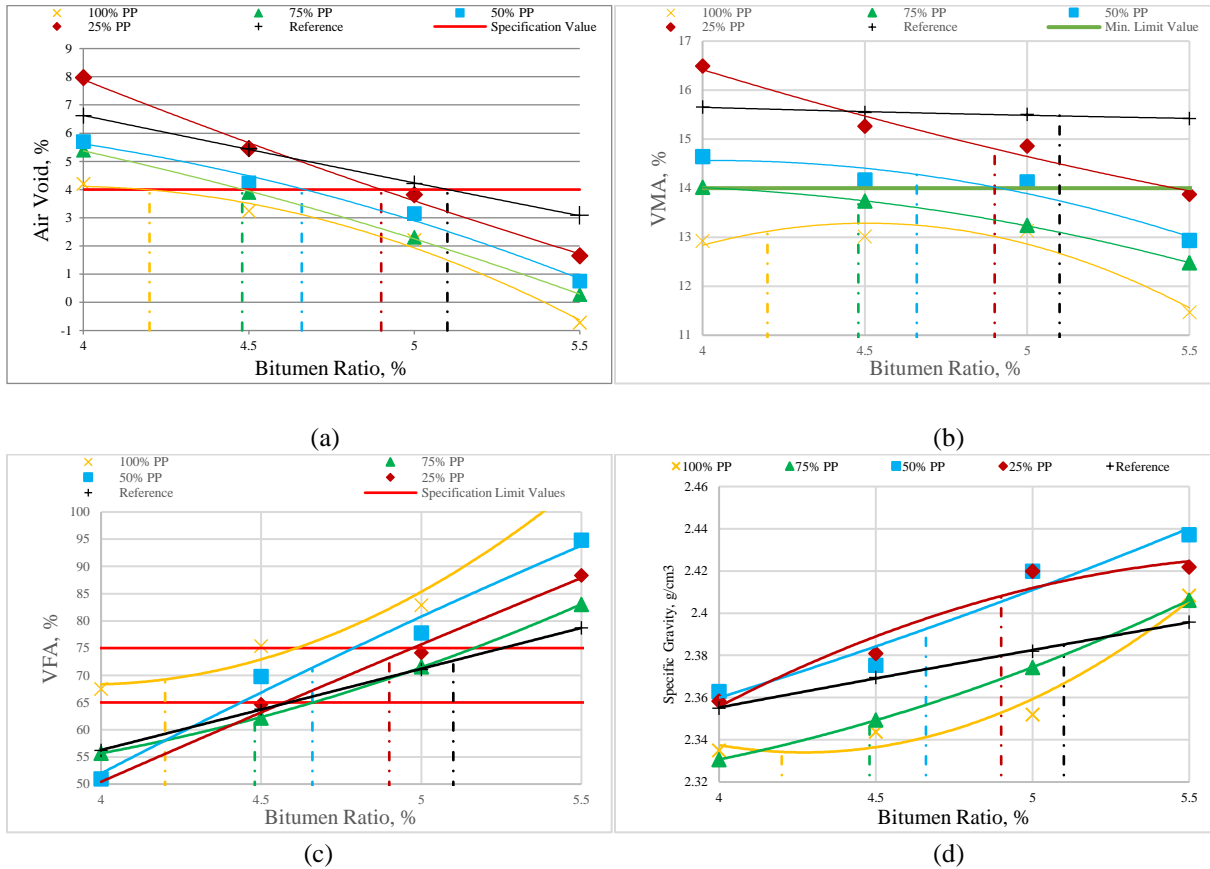 100% PP 75% PP 50% PP
25% PP Reference Specification Value
9
8
7
6
5
4
3
2
1
0
-1
Air Void, %
4 4.5 5 5.5
Bitumen Ratio, %
(a)
100% PP 75% PP 50% PP
25% PP Reference Min. Limit Value
17
16
15
14
13
12
11
VMA, %
4 4.5 5 5.5
Bitumen Ratio, %
(b)
100% PP 75% PP
50% PP 25% PP
Reference Specification Limit Values
100
95
90
85
80
75
70
65
60
55
50
VFA, %
4 4.5 5 5.5
Bitumen Ratio, %
(c)
100% PP 75% PP 50% PP 25% PP Reference
2.46
2.44
2.42
2.4
2.38
2.36
2.34
2.32
Specific Gravity, g/cm3
4 4.5 5 5.5
Bitumen Ratio, %
(d)